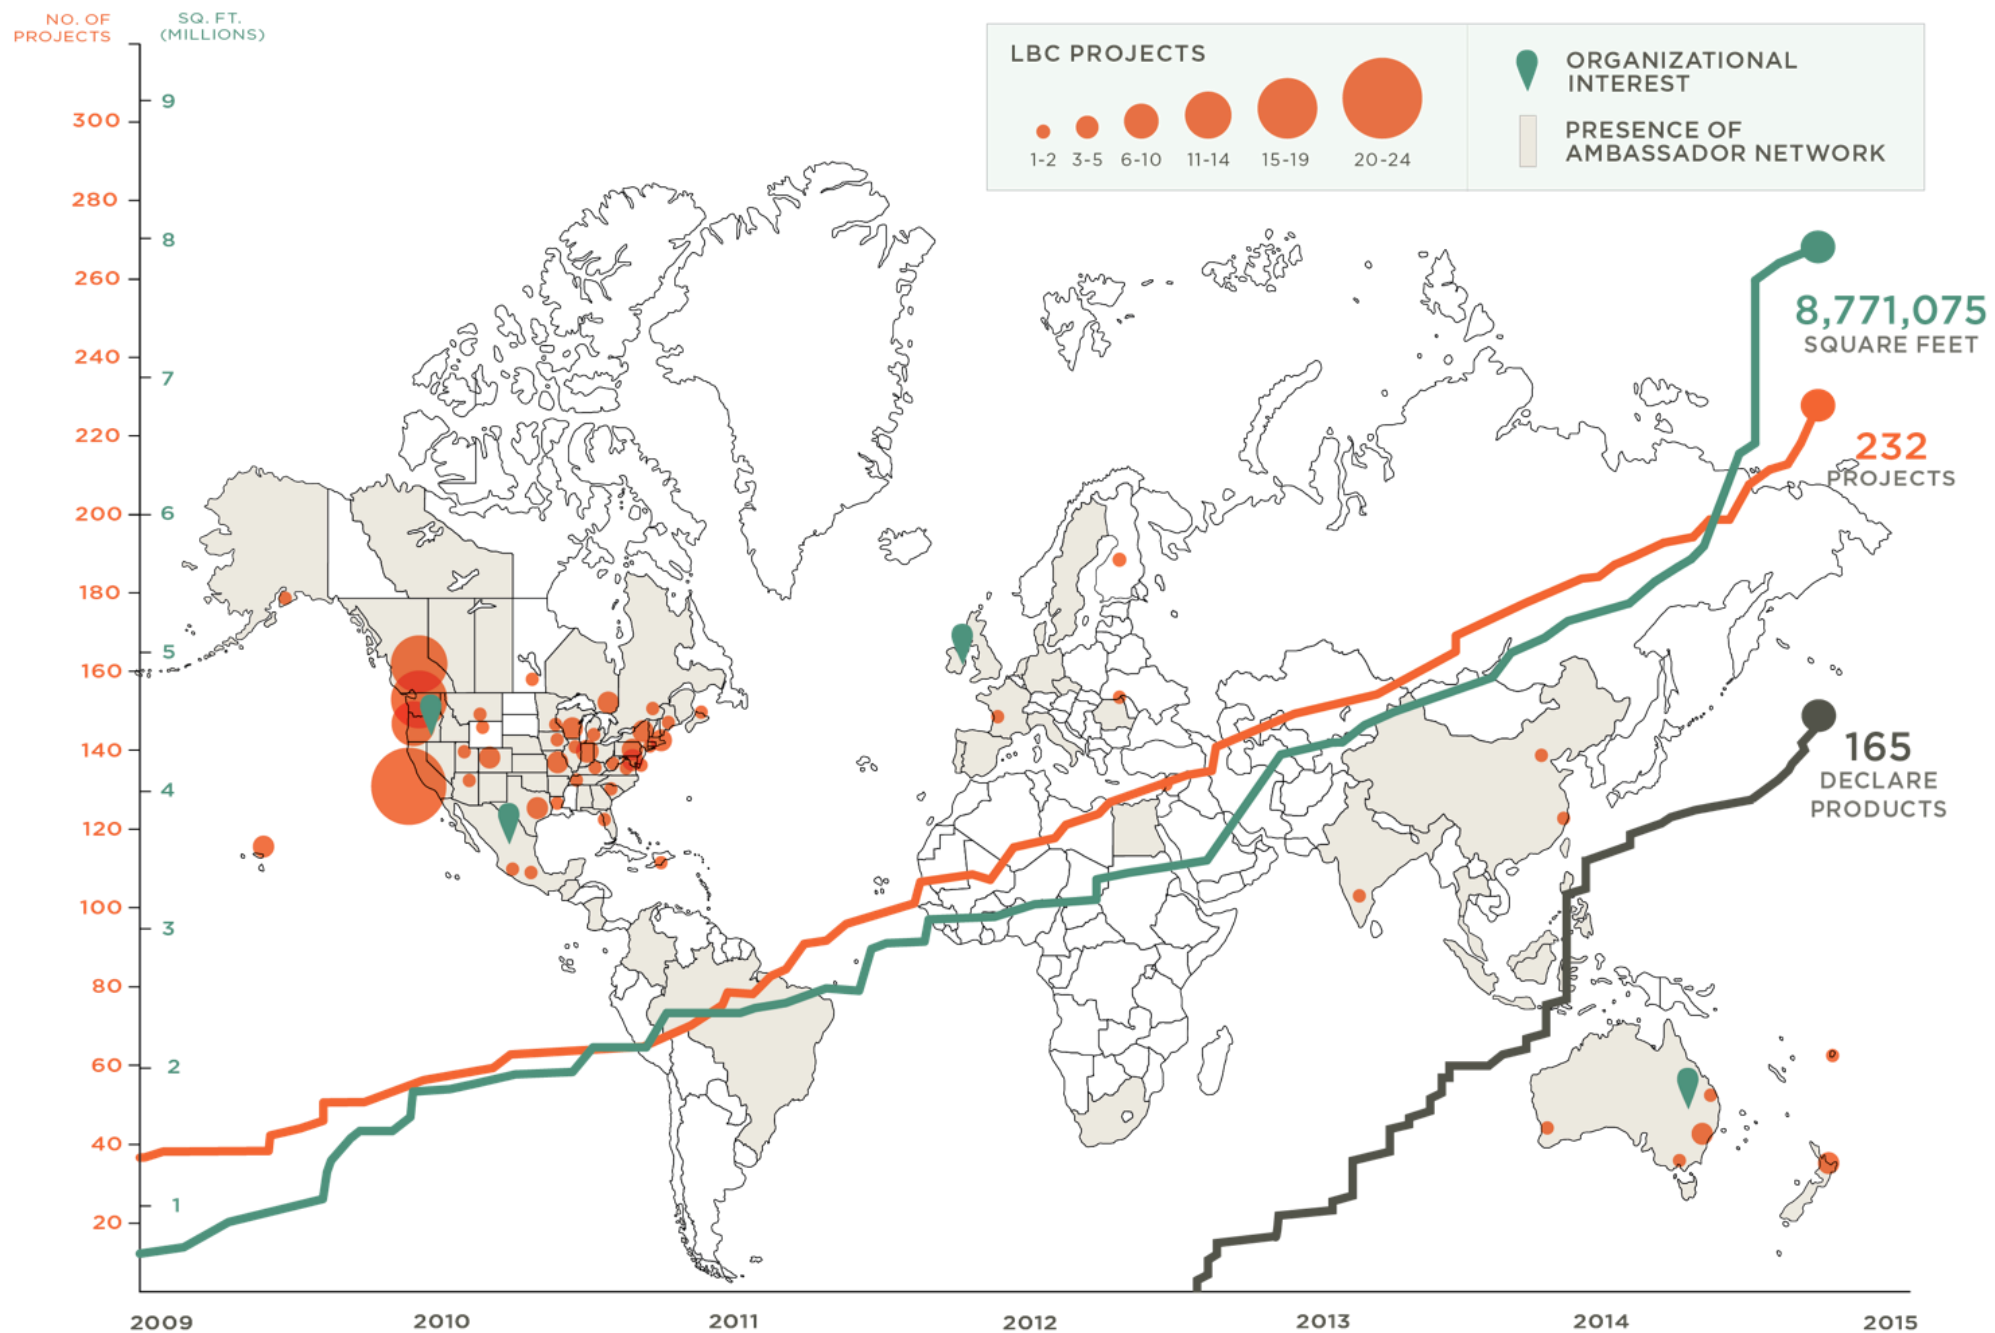 NO. OF
PROJECTS
SQ. FT.
(MILLIONS)
LBC PROJECTS
1-2 3-5 6-10 11-14 15-19 20-24
ORGANIZATIONAL
INTEREST
PRESENCE OF
AMBASSADOR NETWORK
9
300
280
8
260
240
7
220
200
6
180
5
160
140
4
120
100
3
80
60
2
40
1
20
8,771,075
SQUARE FEET
232
PROJECTS
165
DECLARE
PRODUCTS
2009 2010 2011 2012 2013 2014 2015